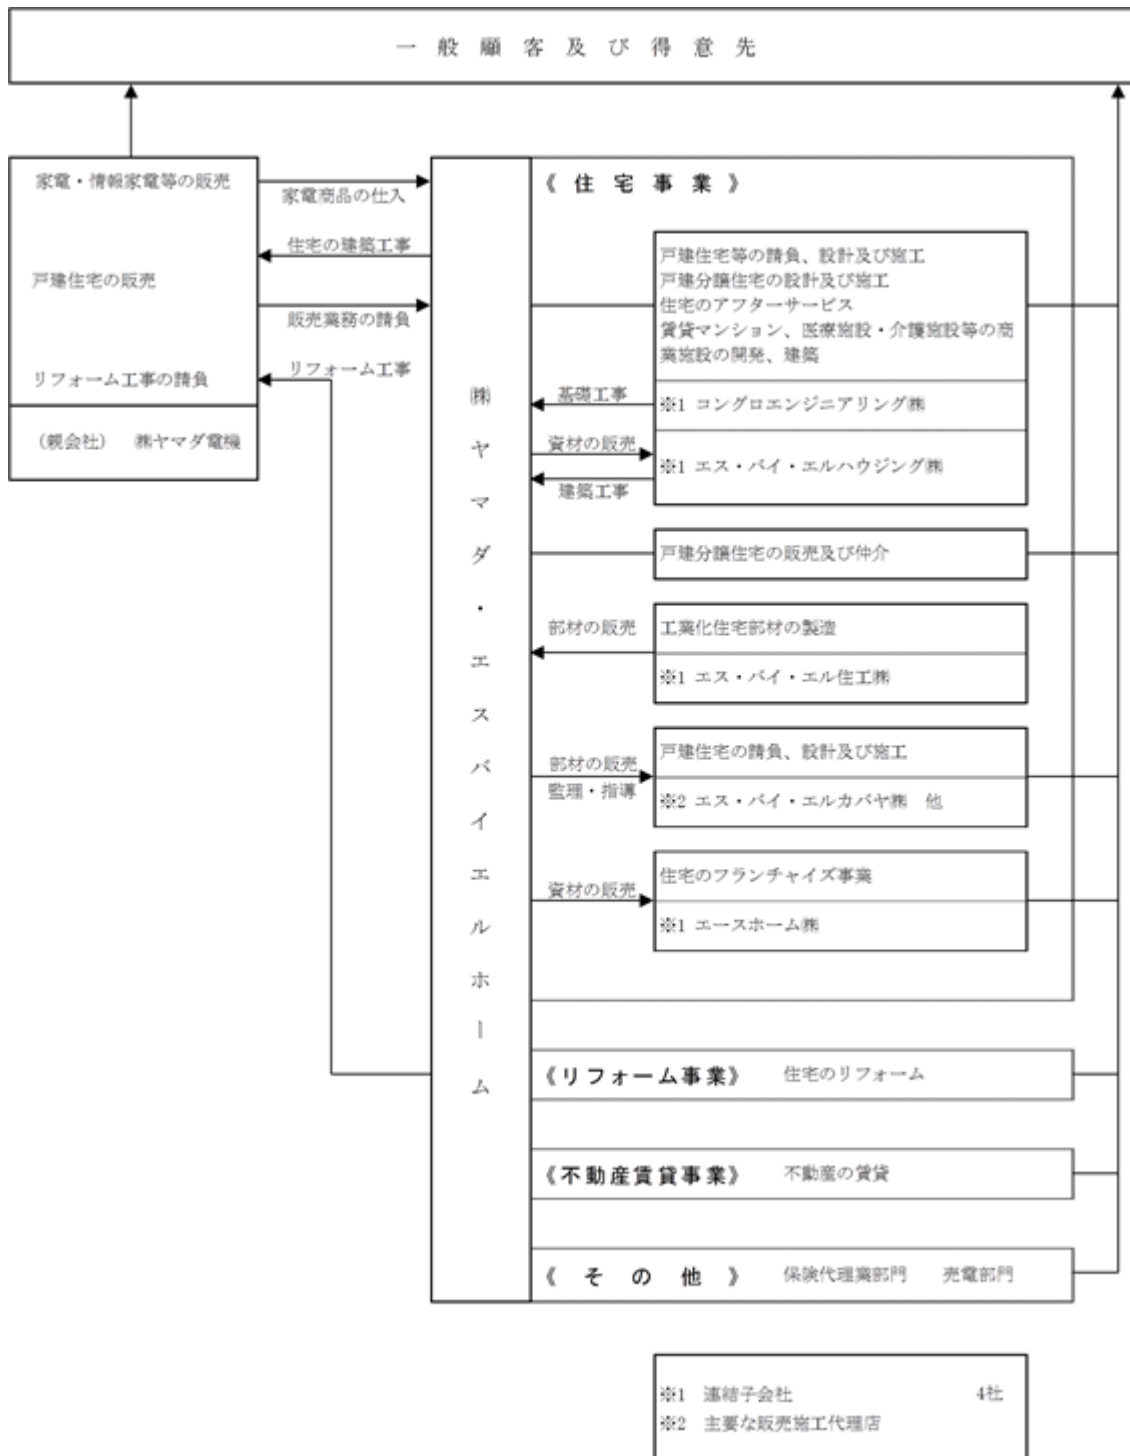 一般顧客及び得意先
家電・情報家電等の販売
家電商品の仕入
住宅の建築工事
戸建住宅の販売
販売業務の請負
リフォーム工事
リフォーム工事の請負
(親会社) ㈱ヤマダ電機
㈱ヤマダ・エスバイエルホーム
《住宅事業》
戸建住宅等の請負、設計及び施工
戸建分譲住宅の設計及び施工
住宅のアフターサービス
賃貸マンション、医療施設・介護施設等の商
業施設の開発、建築
基礎工事
※1 コングロエンジニアリング㈱
資材の販売
※1 エス・バイ・エルハウジング㈱
建築工事
戸建分譲住宅の販売及び仲介
部材の販売
工業化住宅部材の製造
※1 エス・バイ・エル住工㈱
戸建住宅の請負、設計及び施工
部材の販売
監理・指導
※2 エス・バイ・エルカバヤ㈱ 他
住宅のフランチャイズ事業
資材の販売
※1 エースホーム㈱
《リフォーム事業》 住宅のリフォーム
《不動産賃貸事業》 不動産の賃貸
《その他》 保険代理業部門 売電部門
※1 連結子会社 4社
※2 主要な販売施工代理店